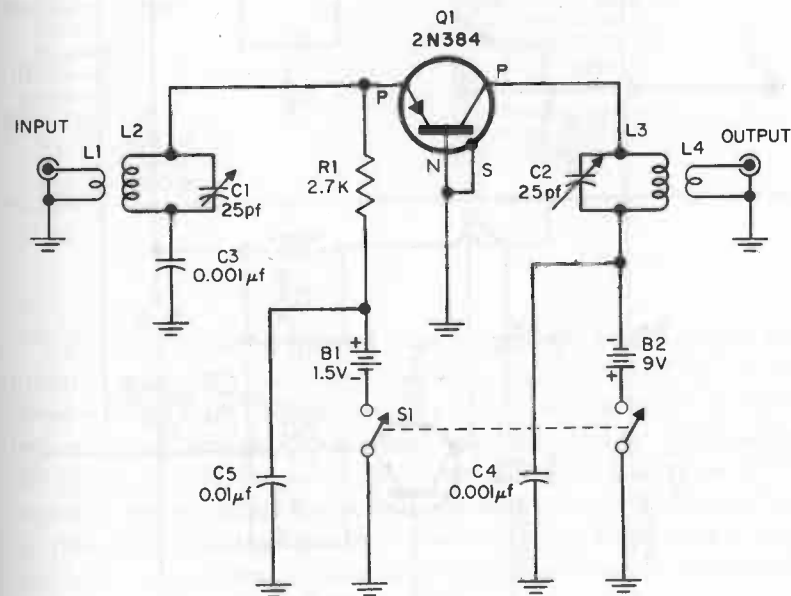 Q1
2N384
P
P
INPUT
L1
L2
C1
25pf
R1
2.7K
N
S
C2
25pf
L3
L4
OUTPUT
C3
0.001µf
B1
1.5V
+
-
S1
-
+
B2
9V
C5
0.01µf
C4
0.001µf